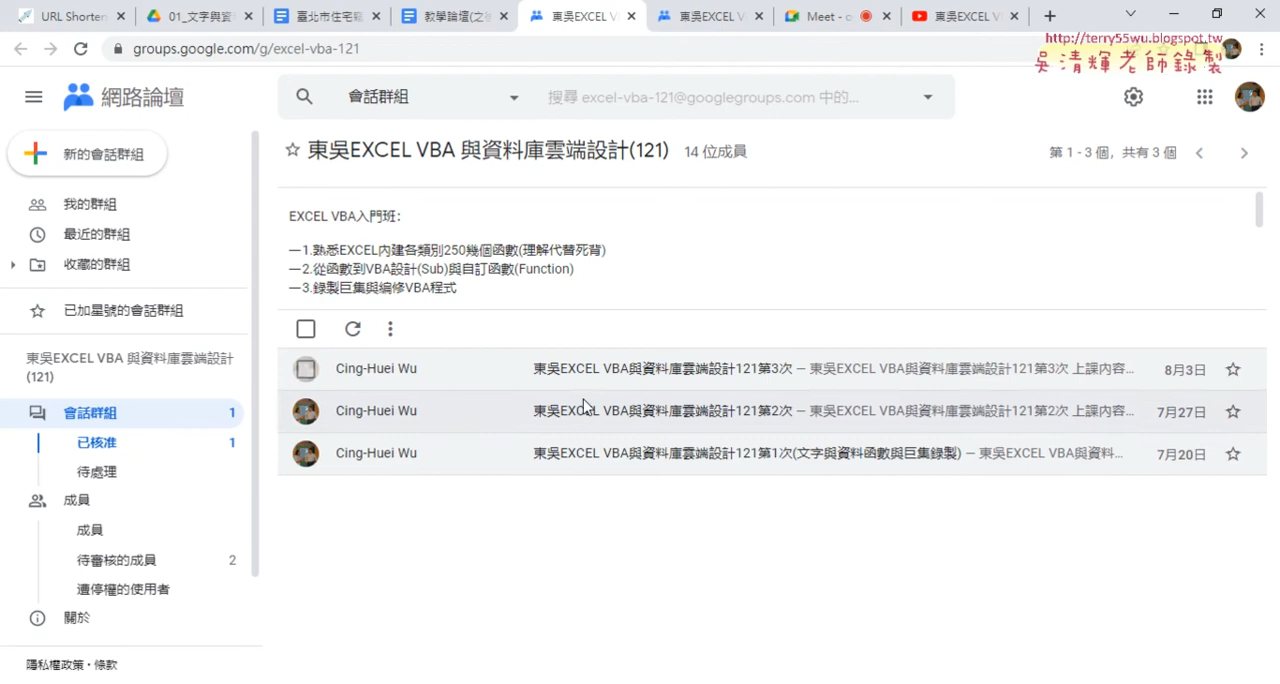 URL Shorten
01_文字與資
臺北市住宅竊
教學論壇(之
東吳EXCEL V
東吳EXCEL V
Meet - o
東吳EXCEL V
groups.google.com/g/excel-vba-121
http://terry55wu.blogspot.tw
吳清輝老師錄製
網路論壇
會話群組
搜尋 excel-vba-121@googlegroups.com 中的...
新的會話群組
東吳EXCEL VBA 與資料庫雲端設計(121) 14 位成員
第 1 - 3 個，共有 3 個
我的群組
最近的群組
收藏的群組
已加星號的會話群組
EXCEL VBA入門班：
一1.熟悉EXCEL內建各類別250幾個函數(理解代替死背)
一2.從函數到VBA設計(Sub)與自訂函數(Function)
一3.錄製巨集與編修VBA程式
東吳EXCEL VBA 與資料庫雲端設計
(121)
會話群組 1
已核准 1
待處理
成員
成員
待審核的成員 2
遭停權的使用者
關於
隱私權政策・條款
Cing-Huei Wu 東吳EXCEL VBA與資料庫雲端設計121第3次 – 東吳EXCEL VBA與資料庫雲端設計121第3次 上課內容... 8月3日
Cing-Huei Wu 東吳EXCEL VBA與資料庫雲端設計121第2次 – 東吳EXCEL VBA與資料庫雲端設計121第2次 上課內容... 7月27日
Cing-Huei Wu 東吳EXCEL VBA與資料庫雲端設計121第1次(文字與資料函數與巨集錄製) – 東吳EXCEL VBA與資料... 7月20日